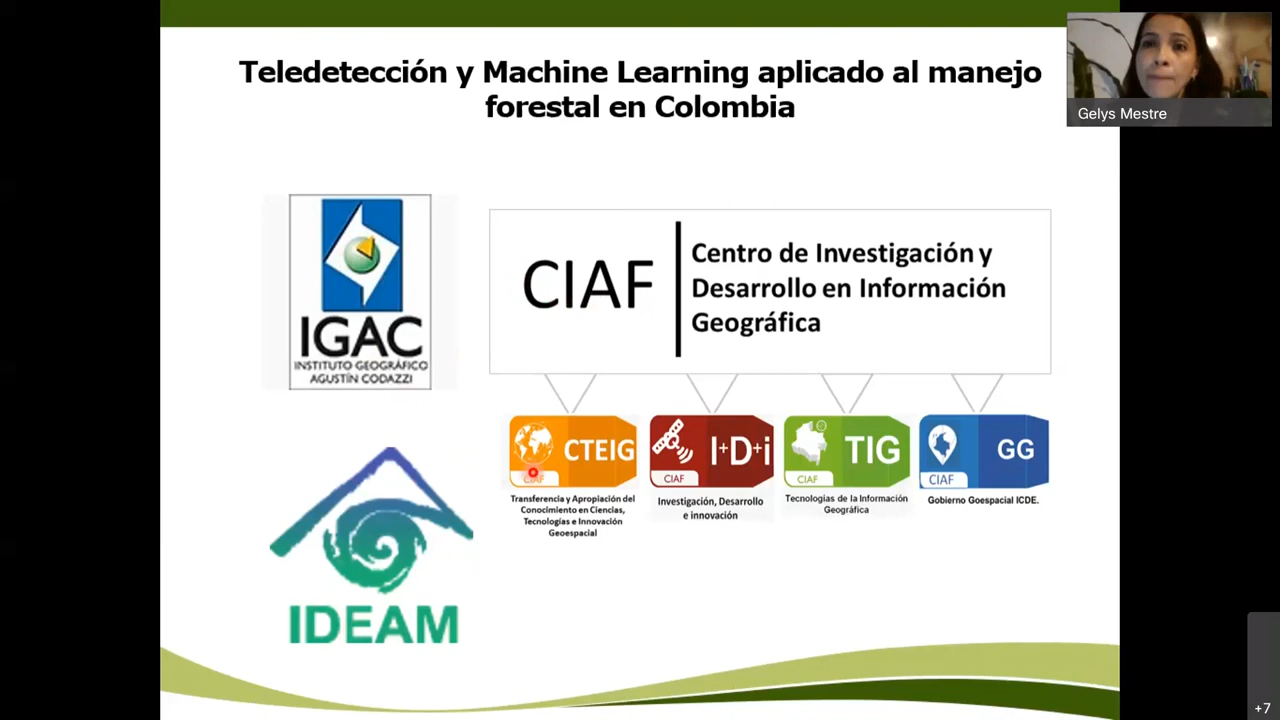 Teledetección y Machine Learning aplicado al manejo
forestal en Colombia
Gelys Mestre
IGAC
INSTITUTO GEOGRÁFICO
AGUSTÍN CODAZZI
CIAF
Centro de Investigación y
Desarrollo en Información
Geográfica
CTEIG
CIAF
Transferencia y Apropiación del
Conocimiento en Ciencias,
Tecnologías e Innovación
Geoespacial
I+D+i
CIAF
Investigación, Desarrollo
e innovación
TIG
CIAF
Tecnologías de la Información
Geográfica
GG
CIAF
Gobierno Goespacial ICDE.
IDEAM
+7